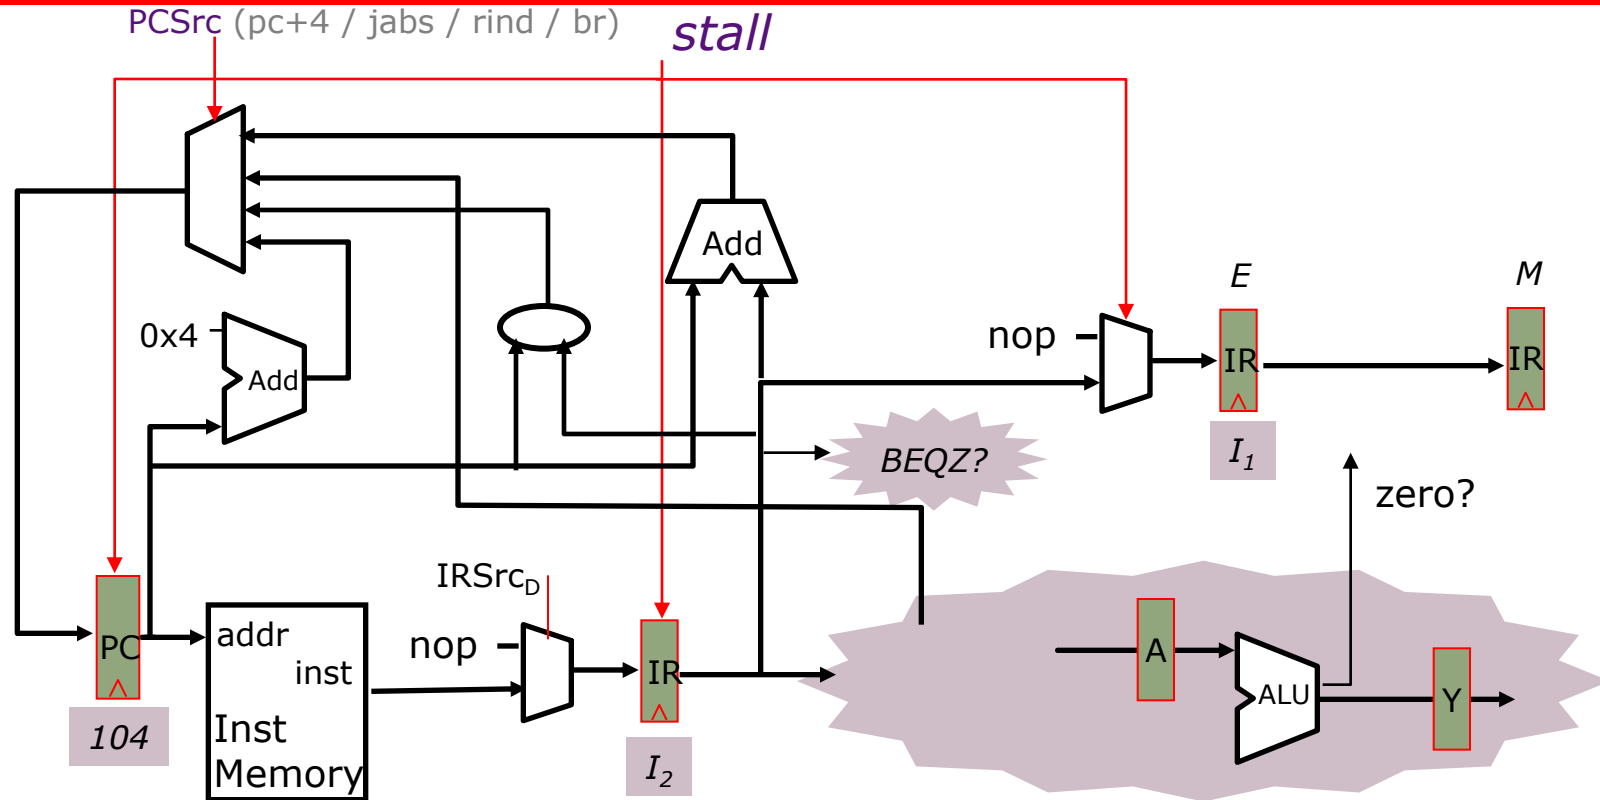 PCSrc (pc+4 / jabs / rind / br)
stall
Add
E
M
0x4
Add
nop
IR
IR
I1
BEQZ?
zero?
IRSrcD
PC
addr
inst
Inst
Memory
nop
IR
A
ALU
Y
104
I2